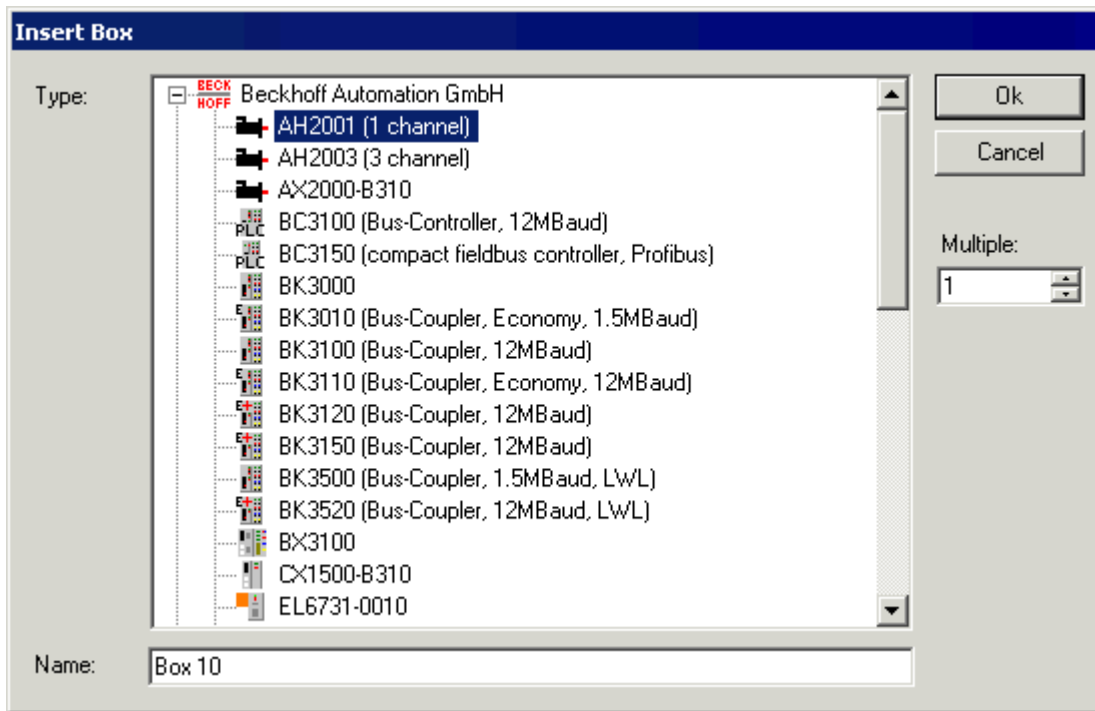 Insert Box
Type:
BECK
HOFF
Beckhoff Automation GmbH
AH2001 (1 channel)
AH2003 (3 channel)
AX2000-B310
PLC
BC3100 (Bus-Controller, 12MBaud)
PLC
BC3150 (compact fieldbus controller, Profibus)
BK3000
E
BK3010 (Bus-Coupler, Economy, 1.5MBaud)
BK3100 (Bus-Coupler, 12MBaud)
E
BK3110 (Bus-Coupler, Economy, 12MBaud)
E+
BK3120 (Bus-Coupler, 12MBaud)
E+
BK3150 (Bus-Coupler, 12MBaud)
BK3500 (Bus-Coupler, 1.5MBaud, LWL)
E+
BK3520 (Bus-Coupler, 12MBaud, LWL)
BX3100
CX1500-B310
EL6731-0010
Ok
Cancel
Multiple:
1
Name:
Box 10